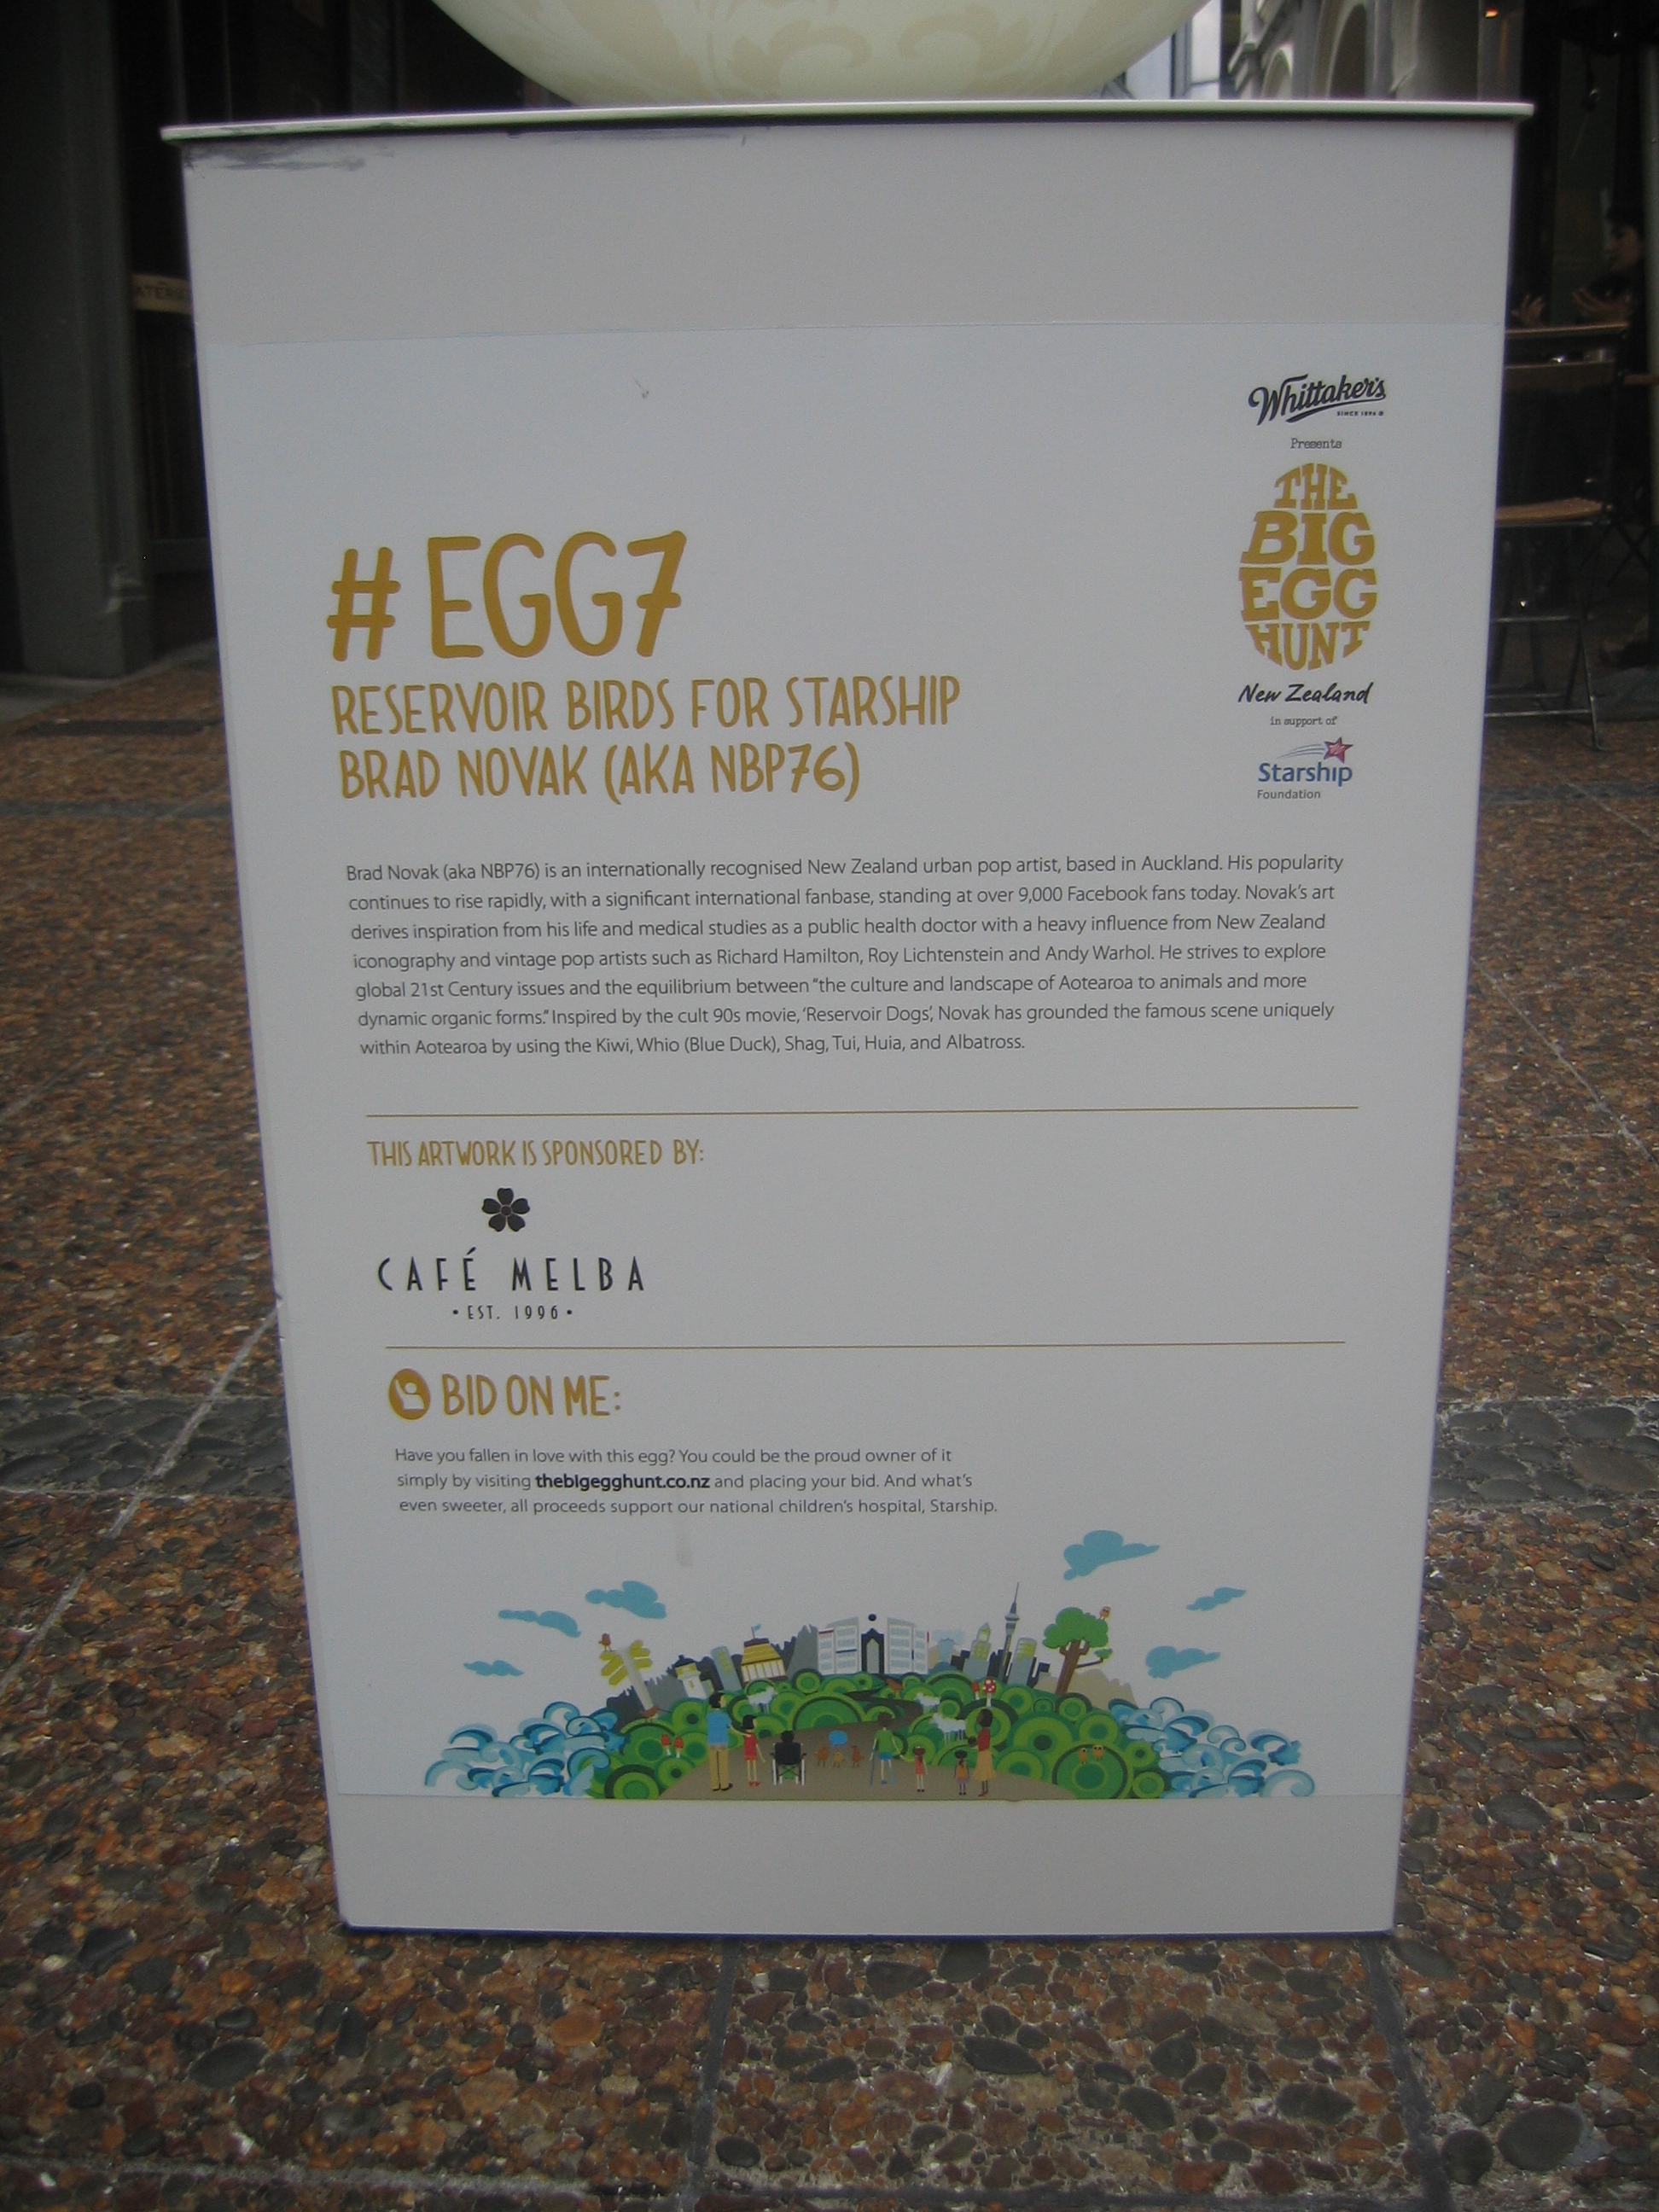 Whittaker's
SINCE 1896
Presents
THE
BIG
EGG
HUNT
New Zealand
in support of
Starship
Foundation
#EGG7
RESERVOIR BIRDS FOR STARSHIP
BRAD NOVAK (AKA NBP76)
Brad Novak (aka NBP76) is an internationally recognised New Zealand urban pop artist, based in Auckland. His popularity
continues to rise rapidly, with a significant international fanbase, standing at over 9,000 Facebook fans today. Novak's art
derives inspiration from his life and medical studies as a public health doctor with a heavy influence from New Zealand
iconography and vintage pop artists such as Richard Hamilton, Roy Lichtenstein and Andy Warhol. He strives to explore
global 21st Century issues and the equilibrium between "the culture and landscape of Aotearoa to animals and more
dynamic organic forms." Inspired by the cult 90s movie, 'Reservoir Dogs', Novak has grounded the famous scene uniquely
within Aotearoa by using the Kiwi, Whio (Blue Duck), Shag, Tui, Huia, and Albatross.
THIS ARTWORK IS SPONSORED BY:
CAFÉ MELBA
• EST. 1996 •
BID ON ME:
Have you fallen in love with this egg? You could be the proud owner of it
simply by visiting thebigegghunt.co.nz and placing your bid. And what's
even sweeter, all proceeds support our national children's hospital, Starship.